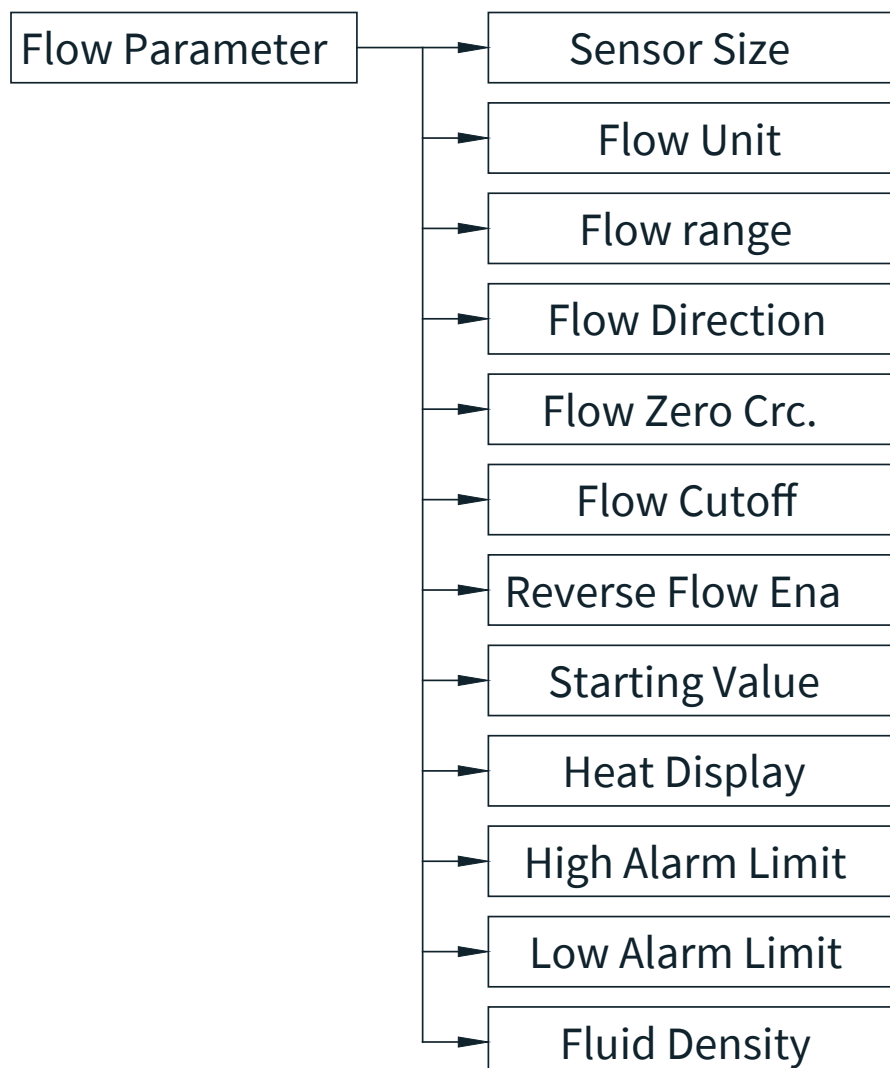 Flow Parameter
Sensor Size
Flow Unit
Flow range
Flow Direction
Flow Zero Crc.
Flow Cutoff
Reverse Flow Ena
Starting Value
Heat Display
High Alarm Limit
Low Alarm Limit
Fluid Density